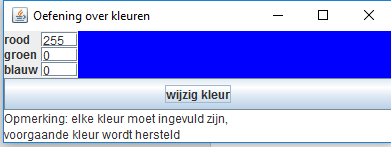 Oefening over kleuren
rood 255
groen 0
blauw 0
wijzig kleur
Opmerking: elke kleur moet ingevuld zijn,
voorgaande kleur wordt hersteld